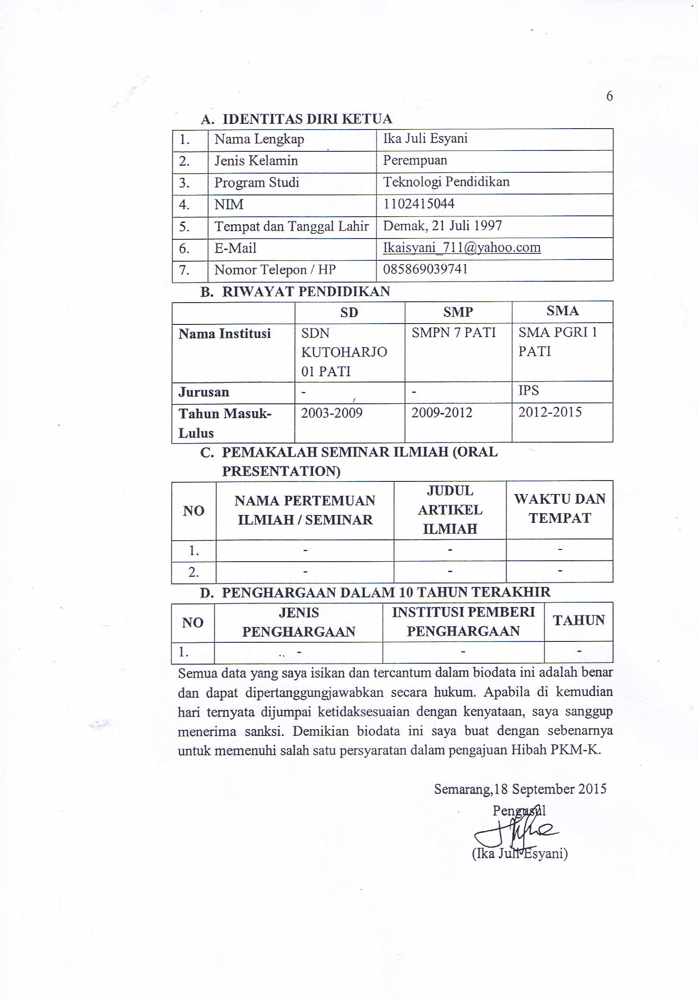 6
A. IDENTITAS DIRI KETUA
1. Nama Lengkap Ika Juli Esyani
2. Jenis Kelamin Perempuan
3. Program Studi Teknologi Pendidikan
4. NIM 1102415044
5. Tempat dan Tanggal Lahir Demak, 21 Juli 1997
6. E-Mail Ikaisyani_711@yahoo.com
7. Nomor Telepon / HP 085869039741
B. RIWAYAT PENDIDIKAN
SD SMP SMA
Nama Institusi SDN SMPN 7 PATI SMA PGRI 1
KUTOHARJO PATI
01 PATI
Jurusan - - IPS
Tahun Masuk- 2003-2009 2009-2012 2012-2015
Lulus
C. PEMAKALAH SEMINAR ILMIAH (ORAL
PRESENTATION)
NO NAMA PERTEMUAN ILMIAH / SEMINAR JUDUL ARTIKEL ILMIAH WAKTU DAN TEMPAT
1. - - -
2. - - -
D. PENGHARGAAN DALAM 10 TAHUN TERAKHIR
NO JENIS PENGHARGAAN INSTITUSI PEMBERI PENGHARGAAN TAHUN
1. - - -
Semua data yang saya isikan dan tercantum dalam biodata ini adalah benar
dan dapat dipertanggungjawabkan secara hukum. Apabila di kemudian
hari ternyata dijumpai ketidaksesuaian dengan kenyataan, saya sanggup
menerima sanksi. Demikian biodata ini saya buat dengan sebenarnya
untuk memenuhi salah satu persyaratan dalam pengajuan Hibah PKM-K.
Semarang,18 September 2015
Pengusul
(Ika Juli Esyani)